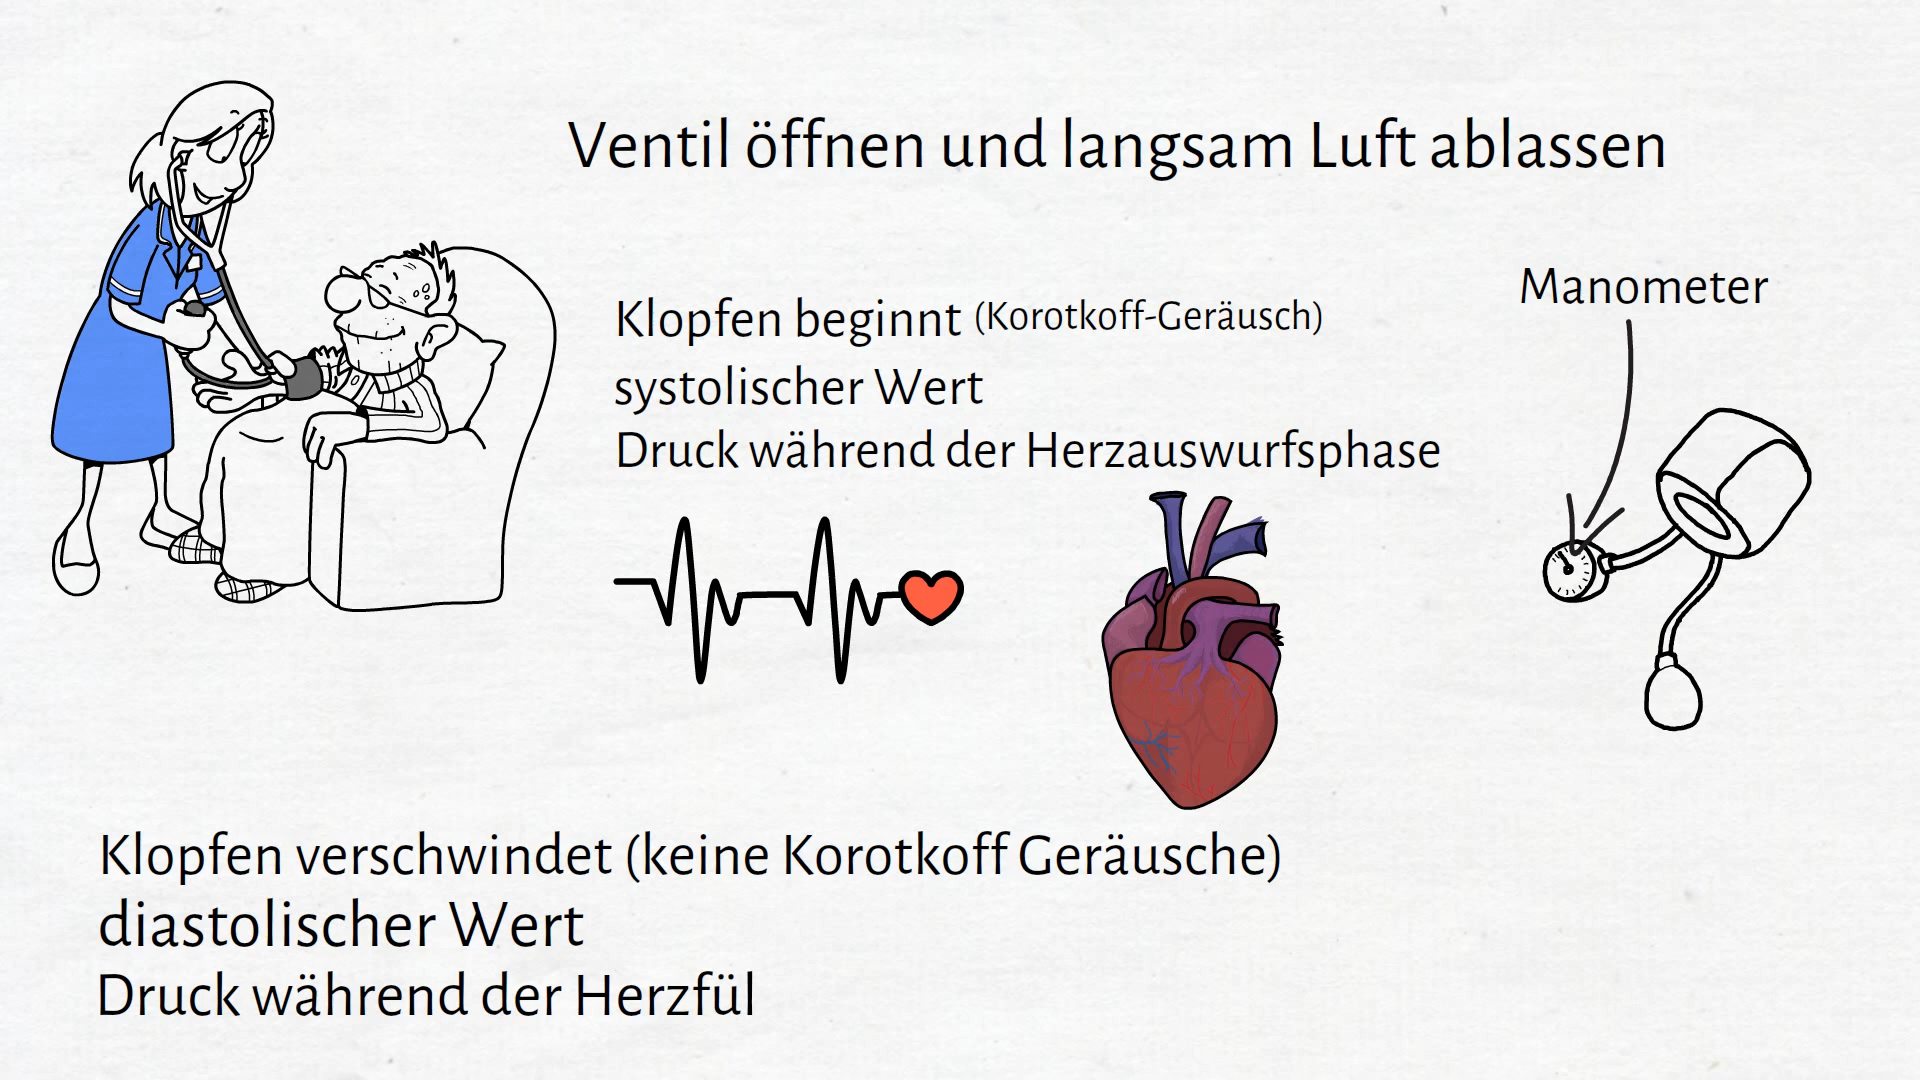 Ventil öffnen und langsam Luft ablassen
Manometer
Klopfen beginnt (Korotkoff-Geräusch)
systolischer Wert
Druck während der Herzauswurfsphase
Klopfen verschwindet (keine Korotkoff Geräusche)
diastolischer Wert
Druck während der Herzfül